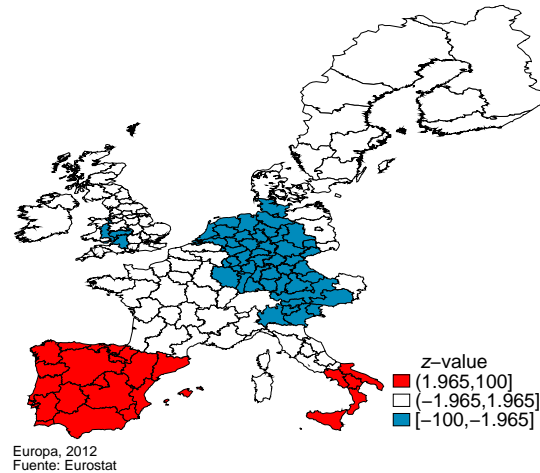 z−value
(1.965,100]
(−1.965,1.965]
[−100,−1.965]
Europa, 2012
Fuente: Eurostat